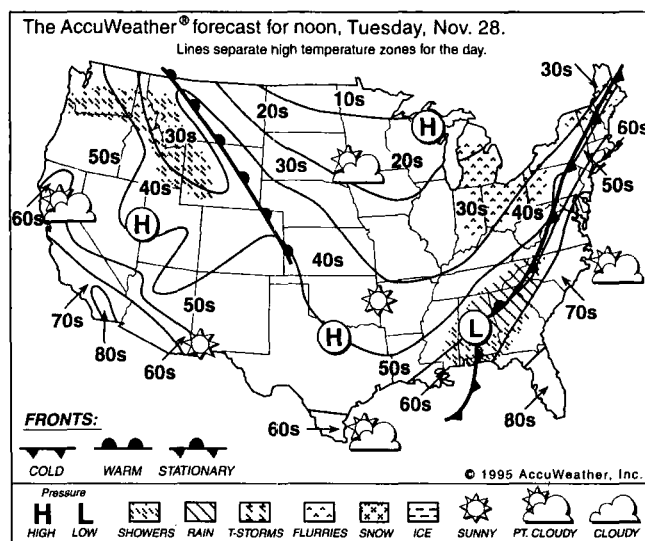 The AccuWeather® forecast for noon, Tuesday, Nov. 28.
Lines separate high temperature zones for the day.
30s
20s
10s
H
60s
30s
50s
20s
30s
50s
40s
60s
H
30s
40s
40s
50s
70s
70s
80s
60s
H
L
50s
60s
60s
80s
FRONTS:
COLD
WARM
STATIONARY
© 1995 AccuWeather, Inc.
Pressure
H
L
HIGH
LOW
SHOWERS
RAIN
T-STORMS
FLURRIES
SNOW
ICE
SUNNY
PT. CLOUDY
CLOUDY